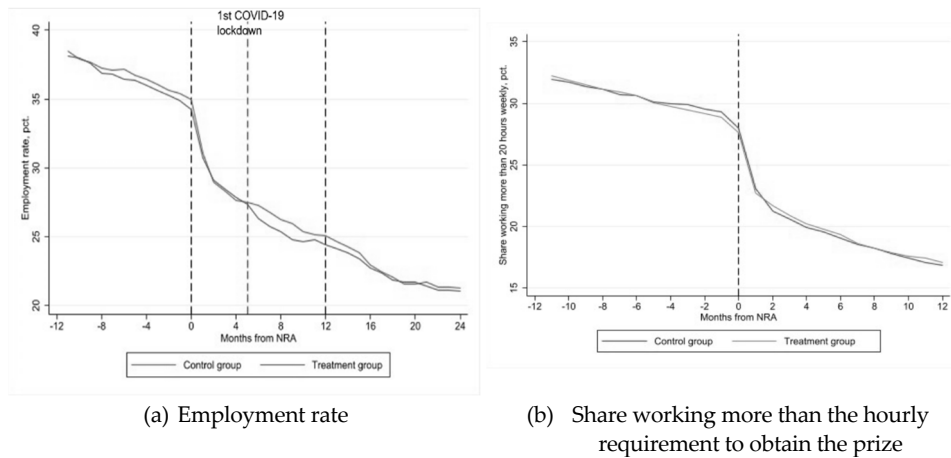 1st COVID-19
lockdown
40
35
30
25
20
Employment rate, pct.
-12 -8 -4 0 4 8 12 16 20 24
Months from NRA
Control group Treatment group
(a) Employment rate
35
30
25
20
15
Share working more than 20 hours weekly, pct.
-10 -8 -6 -4 -2 0 2 4 6 8 10 12
Months from NRA
Control group Treatment group
(b) Share working more than the hourly
requirement to obtain the prize